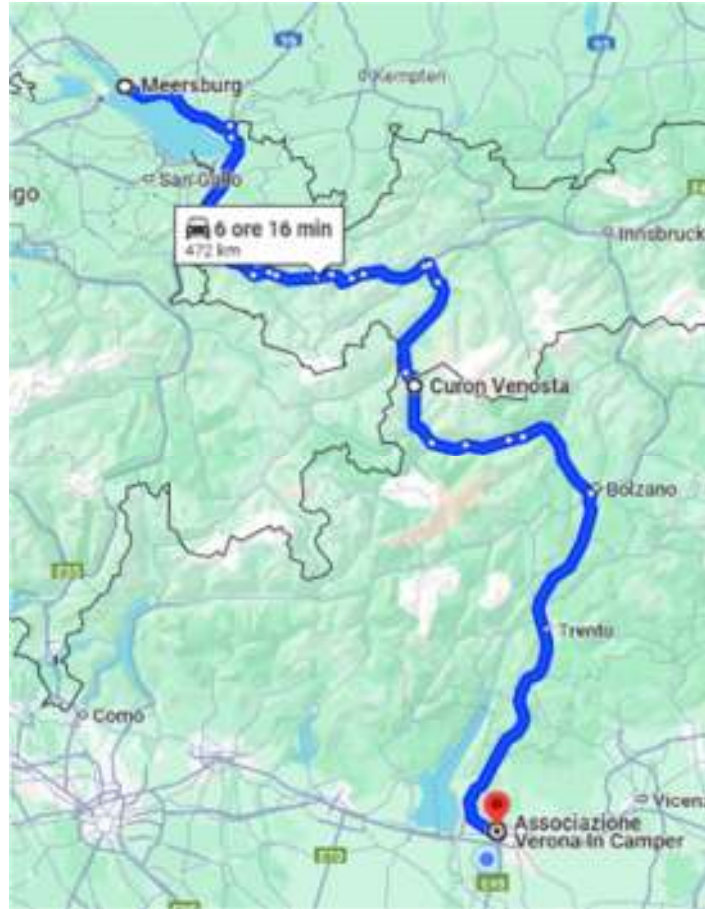 Meersburg
Kempten
San Gallo
6 ore 16 min
472 km
Innsbruck
Curon Venosta
Bolzano
Trento
Como
Vicen
Associazione
Verona In Camper